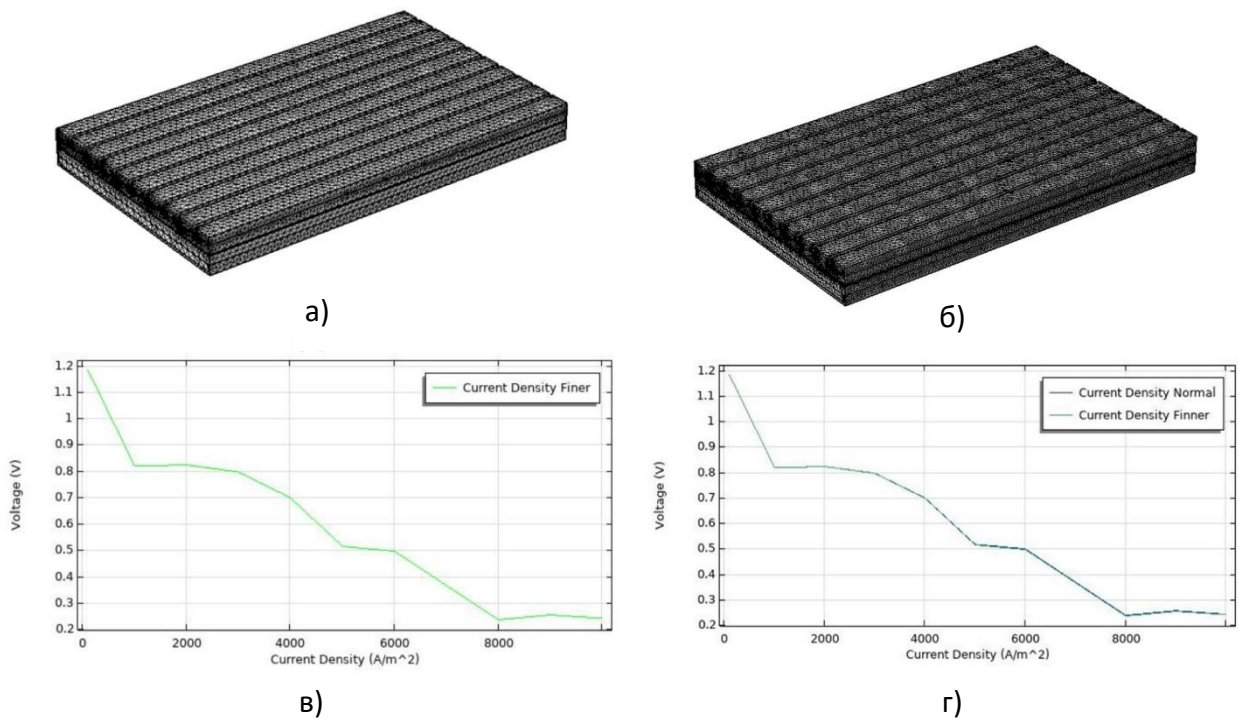 а)
б)
1.2
1.1
1
0.9
0.8
0.7
0.6
0.5
0.4
0.3
0.2
Voltage (V)
0
2000
4000
6000
8000
Current Density (A/m^2)
Current Density Finer
в)
1.2
1.1
1
0.9
0.8
0.7
0.6
0.5
0.4
0.3
0.2
Voltage (V)
0
2000
4000
6000
8000
Current Density (A/m^2)
Current Density Normal
Current Density Finner
г)